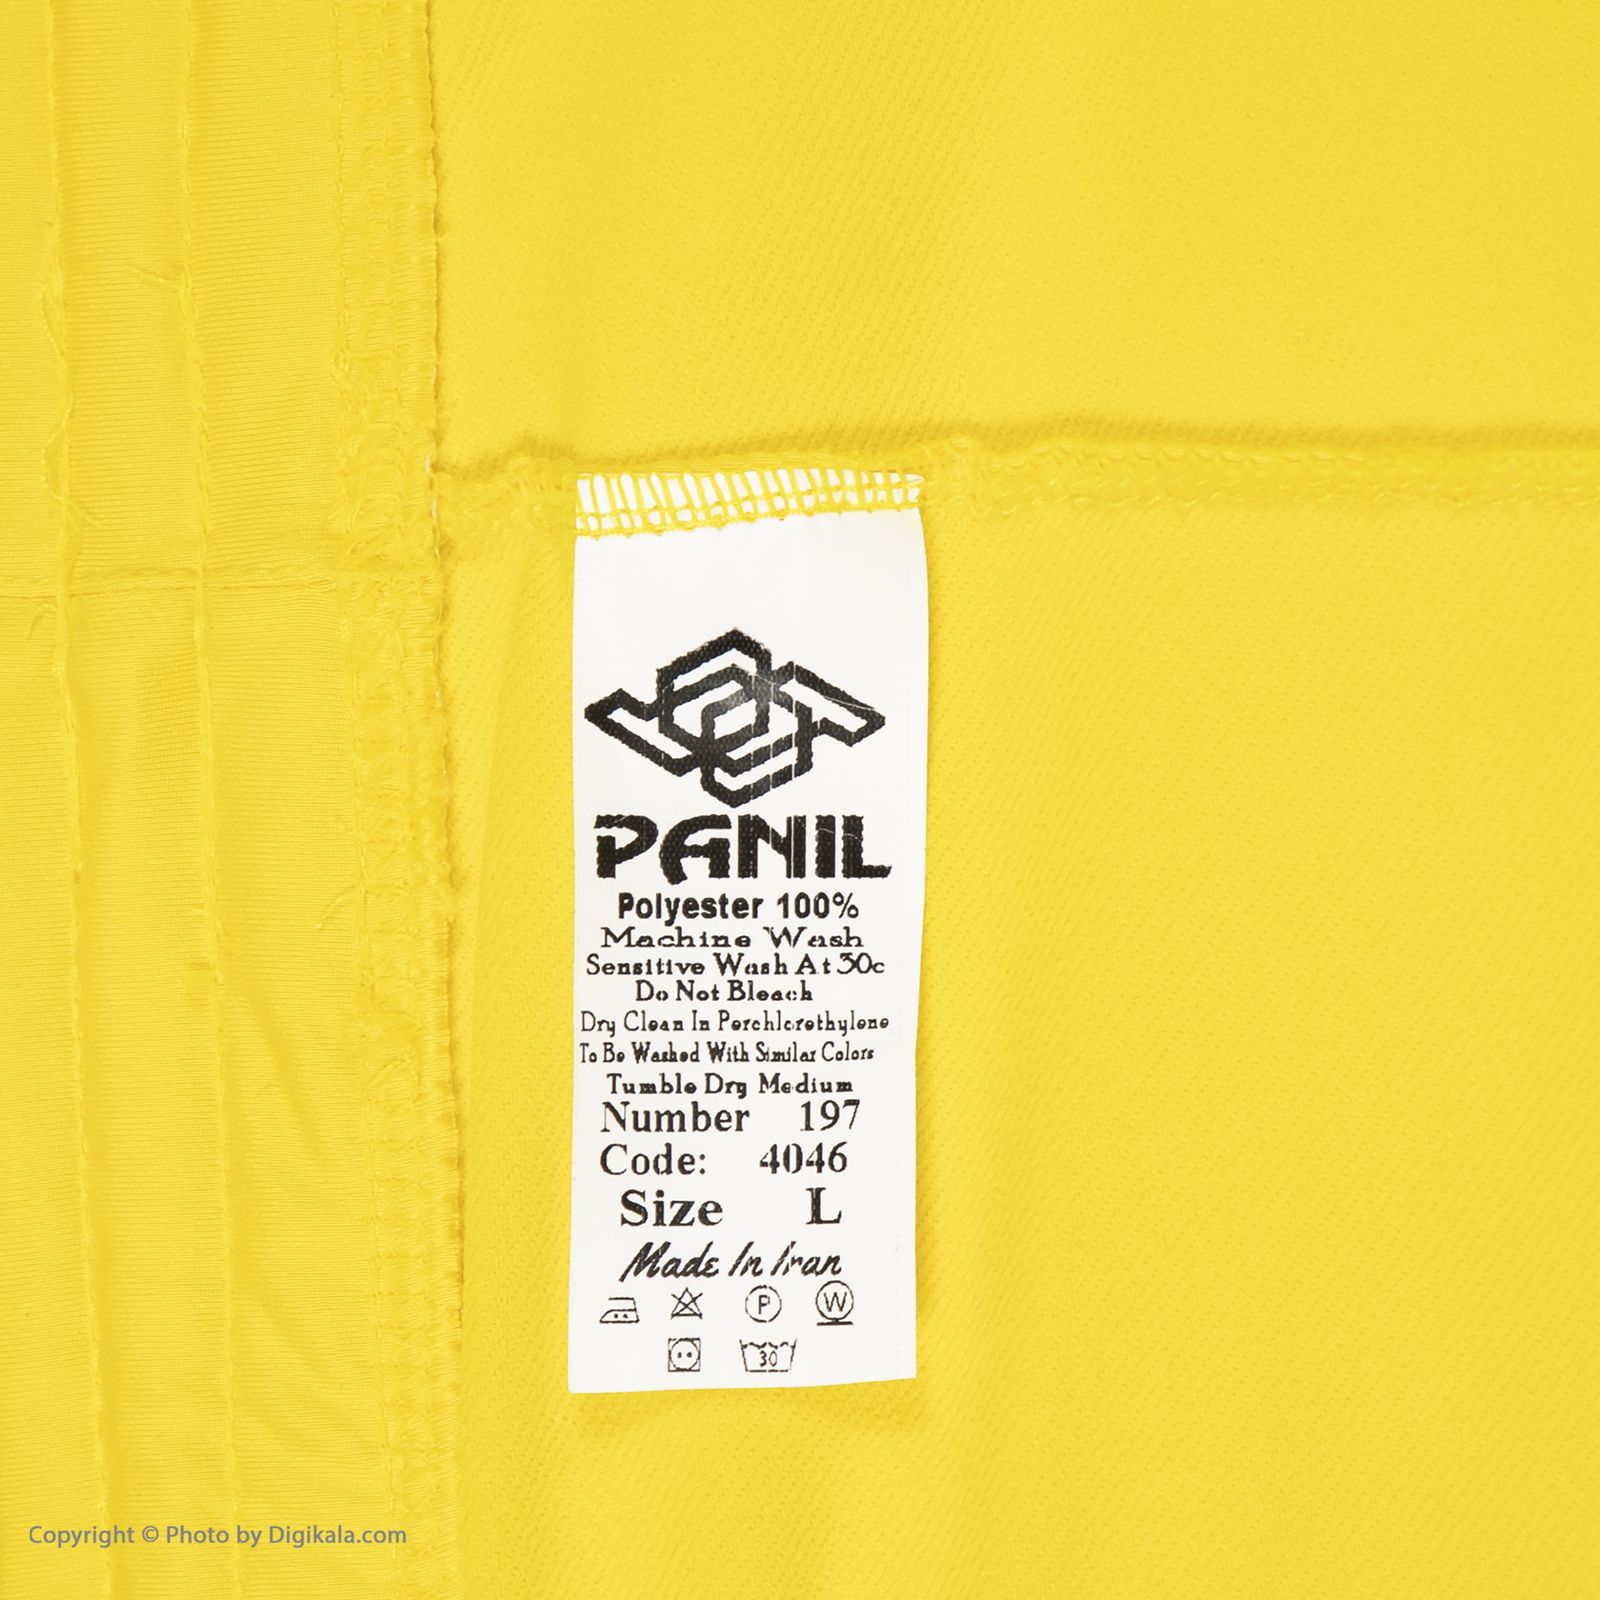 PANIL
Polyester 100%
Machine Wash
Sensitive Wash At 30c
Do Not Bleach
Dry Clean In Perchlorothylene
To Be Washed With Similar Colors
Tumble Dry Medium
Number 197
Code: 4046
Size L
Made In Iran
P W
30
Copyright © Photo by Digikala.com